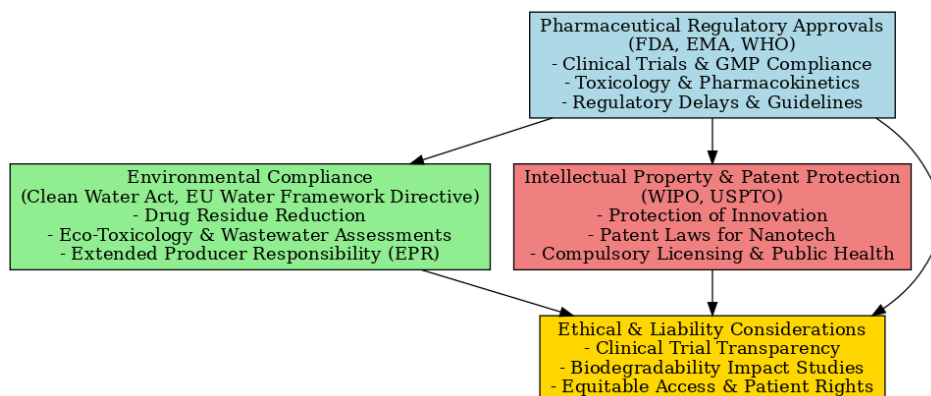 Pharmaceutical Regulatory Approvals
(FDA, EMA, WHO)
- Clinical Trials & GMP Compliance
- Toxicology & Pharmacokinetics
- Regulatory Delays & Guidelines
Environmental Compliance
(Clean Water Act, EU Water Framework Directive)
- Drug Residue Reduction
- Eco-Toxicology & Wastewater Assessments
- Extended Producer Responsibility (EPR)
Intellectual Property & Patent Protection
(WIPO, USPTO)
- Protection of Innovation
- Patent Laws for Nanotech
- Compulsory Licensing & Public Health
Ethical & Liability Considerations
- Clinical Trial Transparency
- Biodegradability Impact Studies
- Equitable Access & Patient Rights